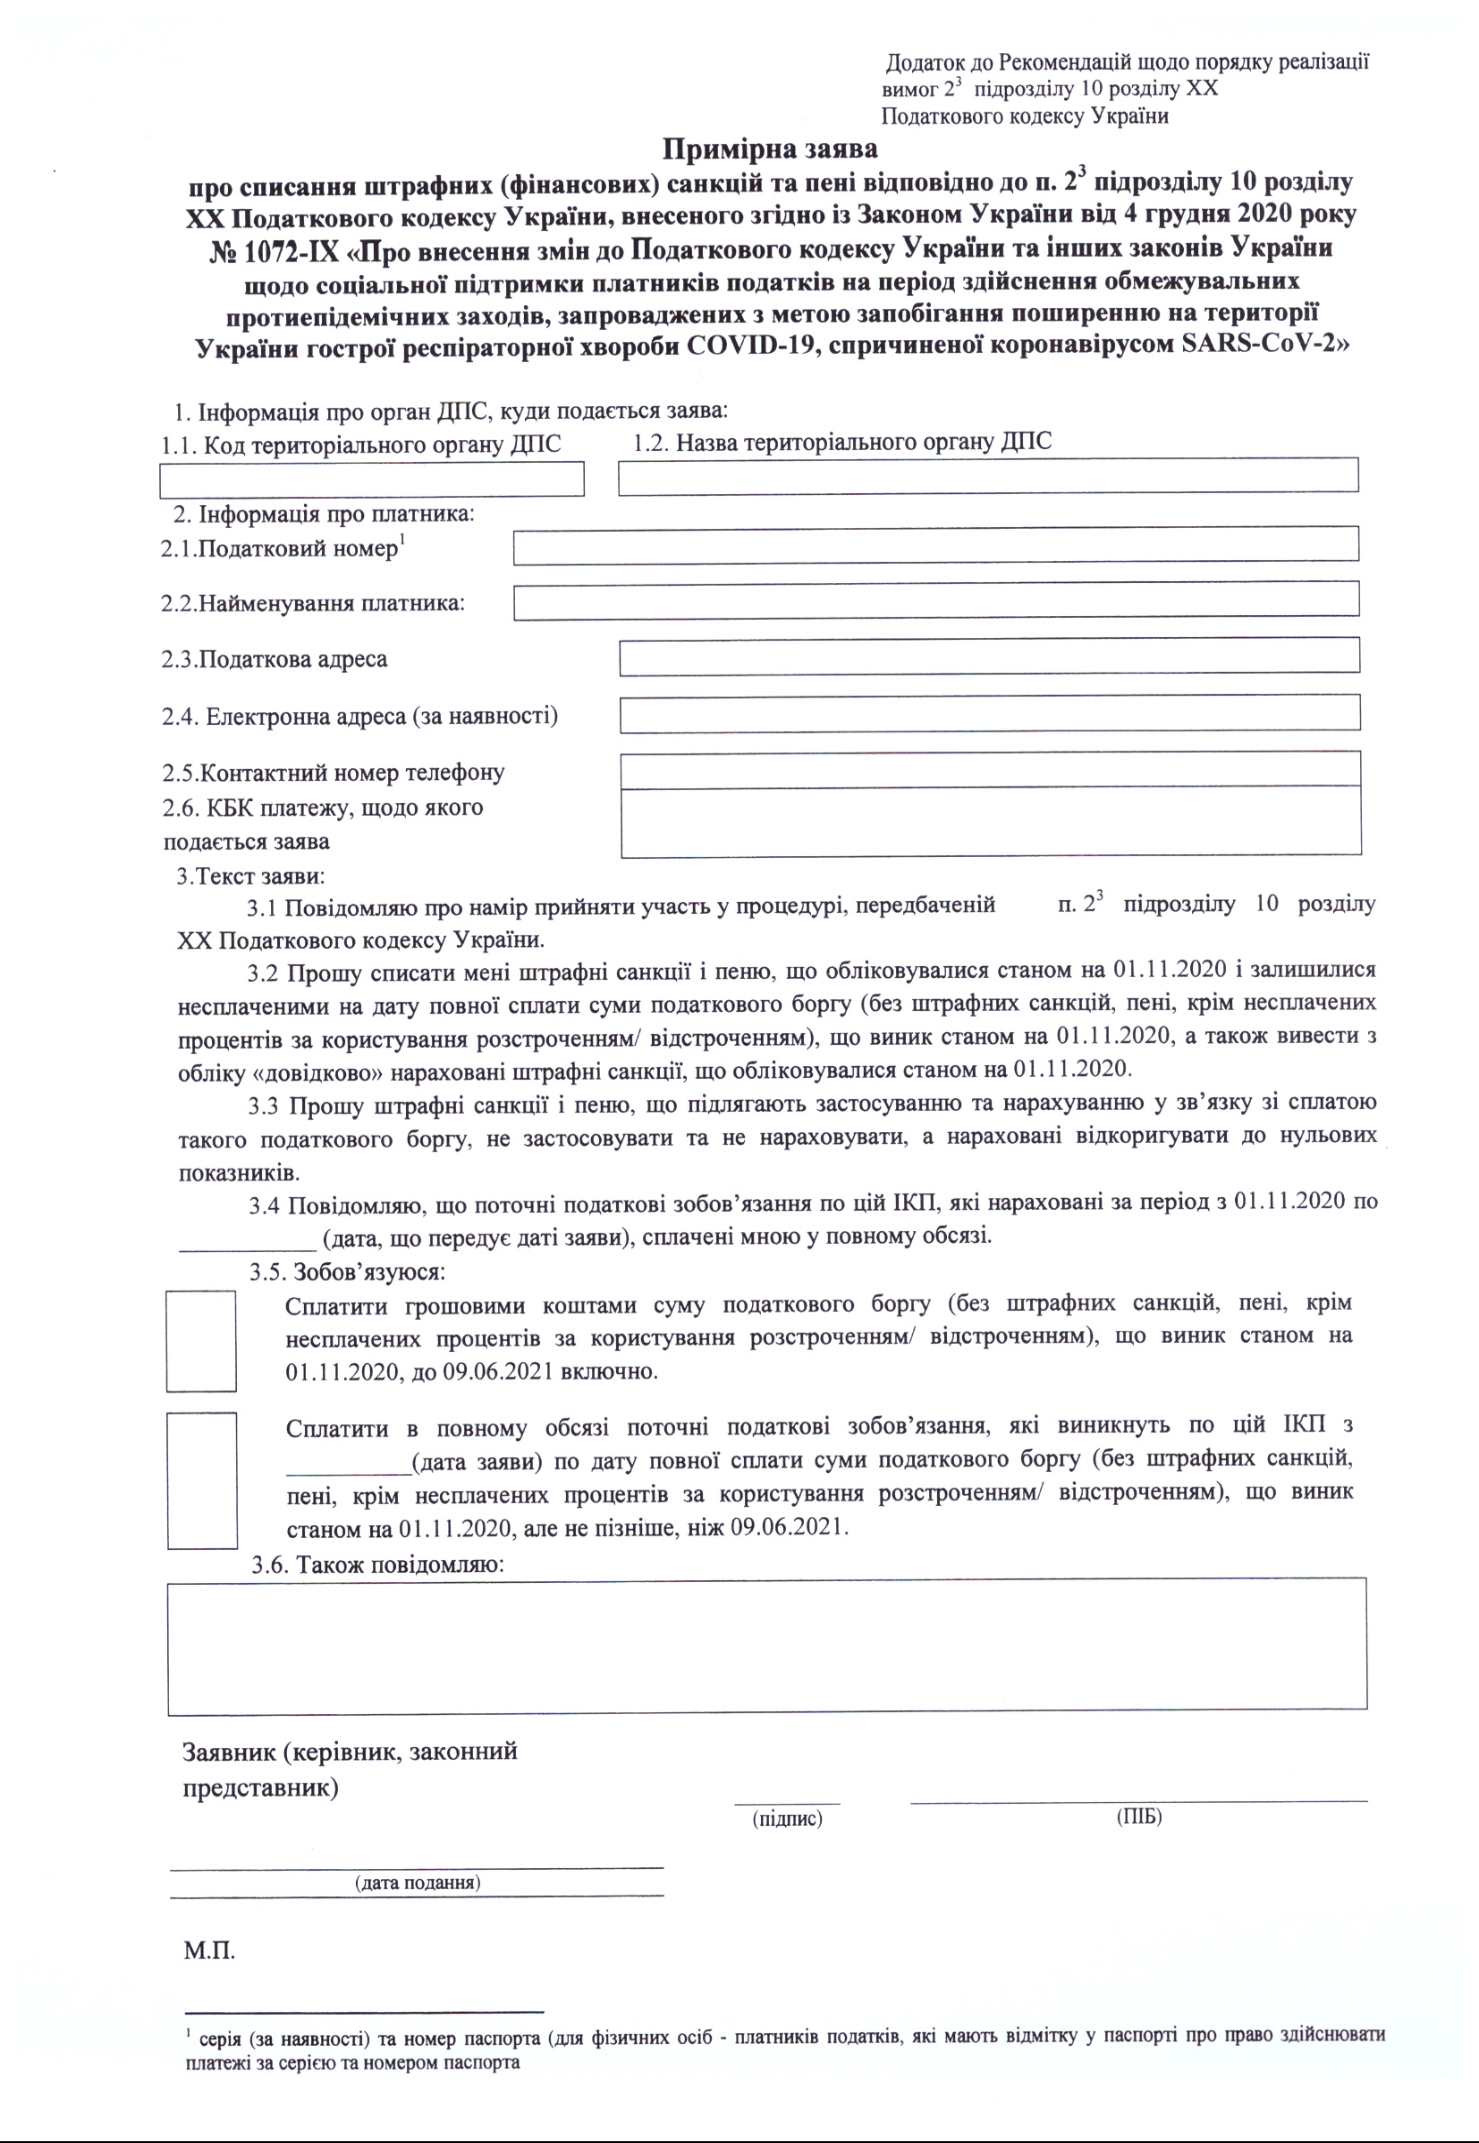 Додаток до Рекомендацій щодо порядку реалізації
вимог 2³ підрозділу 10 розділу ХХ
Податкового кодексу України
Примірна заява
про списання штрафних (фінансових) санкцій та пені відповідно до п. 2³ підрозділу 10 розділу
ХХ Податкового кодексу України, внесеного згідно із Законом України від 4 грудня 2020 року
№ 1072-ІХ «Про внесення змін до Податкового кодексу України та інших законів України
щодо соціальної підтримки платників податків на період здійснення обмежувальних
протиепідемічних заходів, запроваджених з метою запобігання поширенню на території
України гострої респіраторної хвороби COVID-19, спричиненої коронавірусом SARS-CoV-2»
1. Інформація про орган ДПС, куди подається заява:
1.1. Код територіального органу ДПС 1.2. Назва територіального органу ДПС
2. Інформація про платника:
2.1.Податковий номер¹
2.2.Найменування платника:
2.3.Податкова адреса
2.4. Електронна адреса (за наявності)
2.5.Контактний номер телефону
2.6. КБК платежу, щодо якого
подається заява
3.Текст заяви:
3.1 Повідомляю про намір прийняти участь у процедурі, передбаченій п. 2³ підрозділу 10 розділу
ХХ Податкового кодексу України.
3.2 Прошу списати мені штрафні санкції і пеню, що обліковувалися станом на 01.11.2020 і залишилися
несплаченими на дату повної сплати суми податкового боргу (без штрафних санкцій, пені, крім несплачених
процентів за користування розстроченням/ відстроченням), що виник станом на 01.11.2020, а також вивести з
обліку «довідково» нараховані штрафні санкції, що обліковувалися станом на 01.11.2020.
3.3 Прошу штрафні санкції і пеню, що підлягають застосуванню та нарахуванню у зв’язку зі сплатою
такого податкового боргу, не застосовувати та не нараховувати, а нараховані відкоригувати до нульових
показників.
3.4 Повідомляю, що поточні податкові зобов’язання по цій ІКП, які нараховані за період з 01.11.2020 по
___________ (дата, що передує даті заяви), сплачені мною у повному обсязі.
3.5. Зобов’язуюся:
Сплатити грошовими коштами суму податкового боргу (без штрафних санкцій, пені, крім
несплачених процентів за користування розстроченням/ відстроченням), що виник станом на
01.11.2020, до 09.06.2021 включно.
Сплатити в повному обсязі поточні податкові зобов’язання, які виникнуть по цій ІКП з
__________(дата заяви) по дату повної сплати суми податкового боргу (без штрафних санкцій,
пені, крім несплачених процентів за користування розстроченням/ відстроченням), що виник
станом на 01.11.2020, але не пізніше, ніж 09.06.2021.
3.6. Також повідомляю:
Заявник (керівник, законний
представник)
(підпис) (ПІБ)
(дата подання)
М.П.
¹ серія (за наявності) та номер паспорта (для фізичних осіб - платників податків, які мають відмітку у паспорті про право здійснювати
платежі за серією та номером паспорта